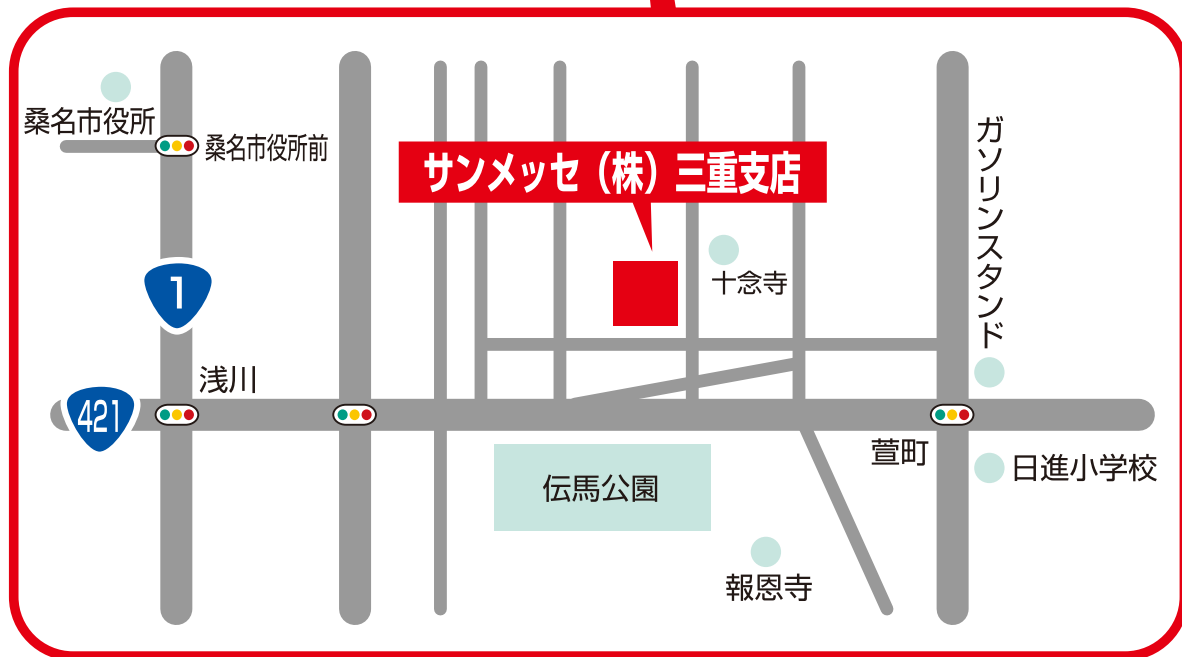 桑名市役所
桑名市役所前
サンメッセ（株）三重支店
ガソリンスタンド
十念寺
1
浅川
421
萱町
日進小学校
伝馬公園
報恩寺